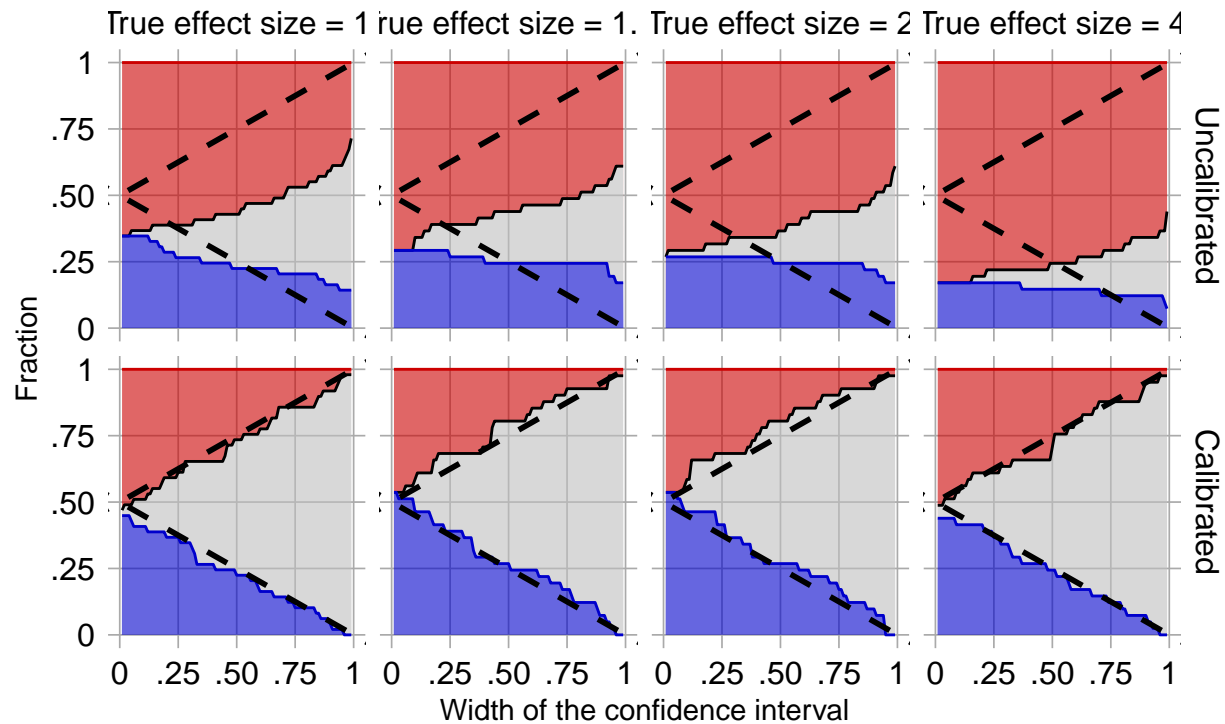 True effect size = 1
True effect size = 1.
True effect size = 2
True effect size = 4
1
.75
.50
.25
0
Uncalibrated
Fraction
1
.75
.50
.25
0
Calibrated
0 .25 .50 .75 1
0 .25 .50 .75 1
0 .25 .50 .75 1
0 .25 .50 .75 1
Width of the confidence interval